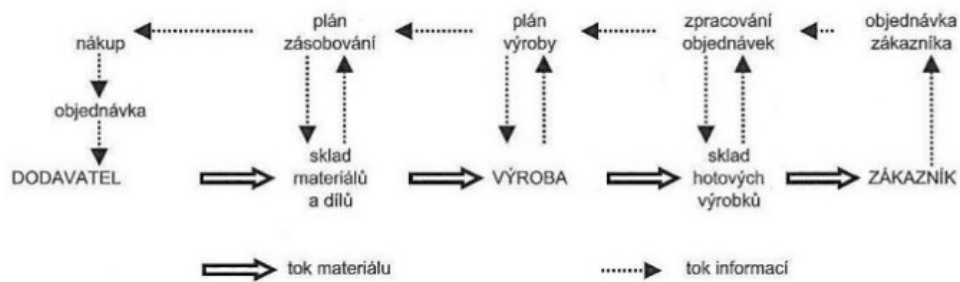 nákup
plán
zásobování
plán
výroby
zpracování
objednávek
objednávka
zákazníka
objednávka
DODAVATEL
sklad
materiálů
a dílů
VÝROBA
sklad
hotových
výrobků
ZÁKAZNÍK
tok materiálu
tok informací